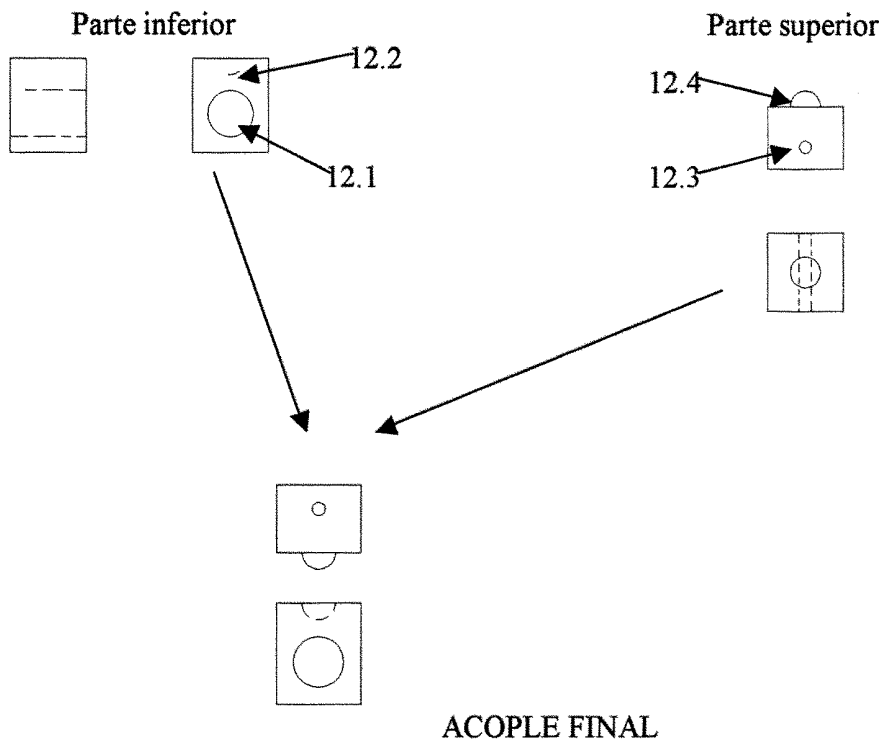 Parte inferior
Parte superior
12.2
12.1
12.4
12.3
ACOPLE FINAL